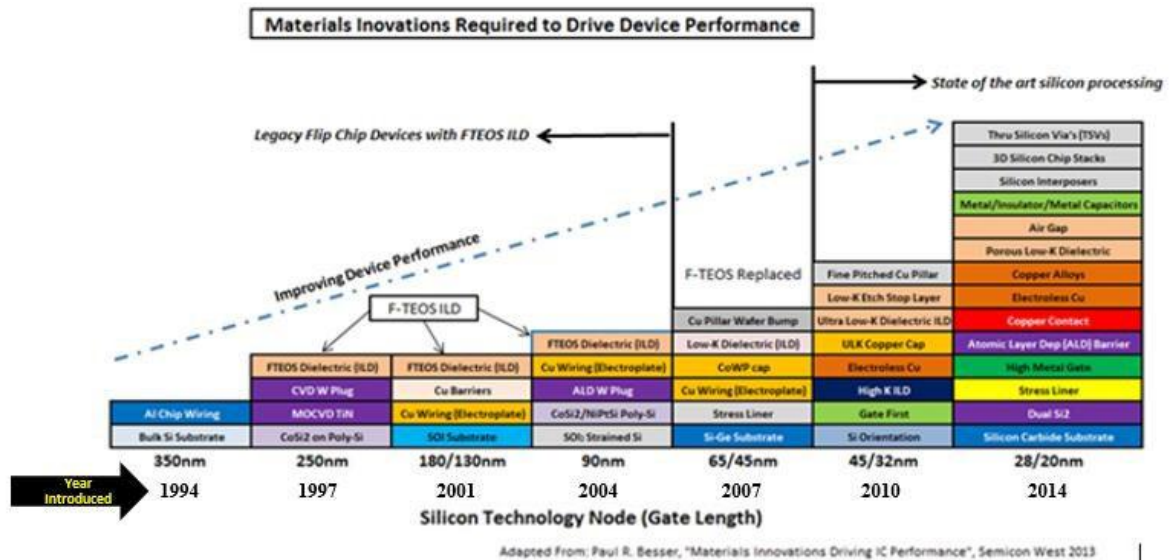 Materials Inovations Required to Drive Device Performance
State of the art silicon processing
Legacy Flip Chip Devices with FTEOS ILD
Improving Device Performance
F-TEOS ILD
F-TEOS Replaced
FTEOS Dielectric (ILD)
CVD W Plug
Al Chip Wiring
MOCVD TiN
Bulk Si Substrate
CoSi2 on Poly-Si
FTEOS Dielectric (ILD)
Cu Barriers
Cu Wiring (Electroplate)
SOI Substrate
FTEOS Dielectric (ILD)
Cu Wiring (Electroplate)
ALD W Plug
CoSi2/NiPtSi Poly-Si
SOI: Strained Si
Cu Pillar Wafer Bump
Low-K Dielectric (ILD)
CoWP cap
Cu Wiring (Electroplate)
Stress Liner
Si-Ge Substrate
Fine Pitched Cu Pillar
Low-K Etch Stop Layer
Ultra Low-K Dielectric ILD
ULK Copper Cap
Electroless Cu
High K ILD
Gate First
Si Orientation
Thru Silicon Via's (TSVs)
3D Silicon Chip Stacks
Silicon Interposers
Metal/Insulator/Metal Capacitors
Air Gap
Porous Low-K Dielectric
Copper Alloys
Electroless Cu
Copper Contact
Atomic Layer Dep (ALD) Barrier
High Metal Gate
Stress Liner
Dual Si2
Silicon Carbide Substrate
350nm 250nm 180/130nm 90nm 65/45nm 45/32nm 28/20nm
Year
Introduced
1994 1997 2001 2004 2007 2010 2014
Silicon Technology Node (Gate Length)
Adapted From: Paul R. Besser, "Materials Innovations Driving IC Performance", Semicon West 2013